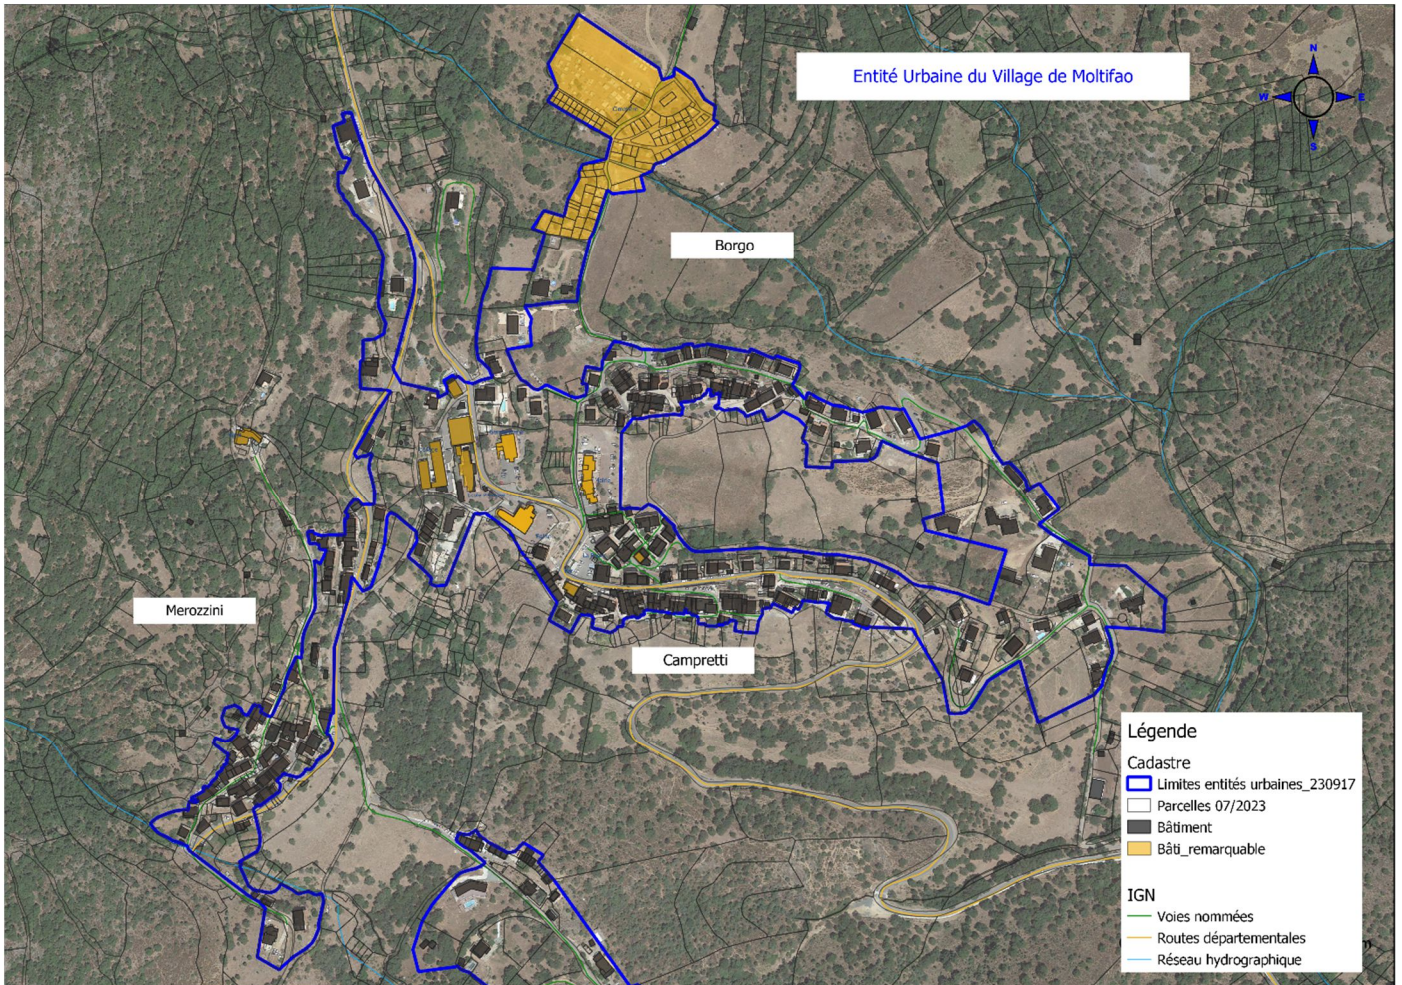 Entité Urbaine du Village de Moltifao
N
W
E
S
Borgo
Merozzini
Campretti
Légende
Cadastre
Limites entités urbaines_230917
Parcelles 07/2023
Bâtiment
Bâti_remarquable
IGN
Voies nommées
Routes départementales
Réseau hydrographique
m